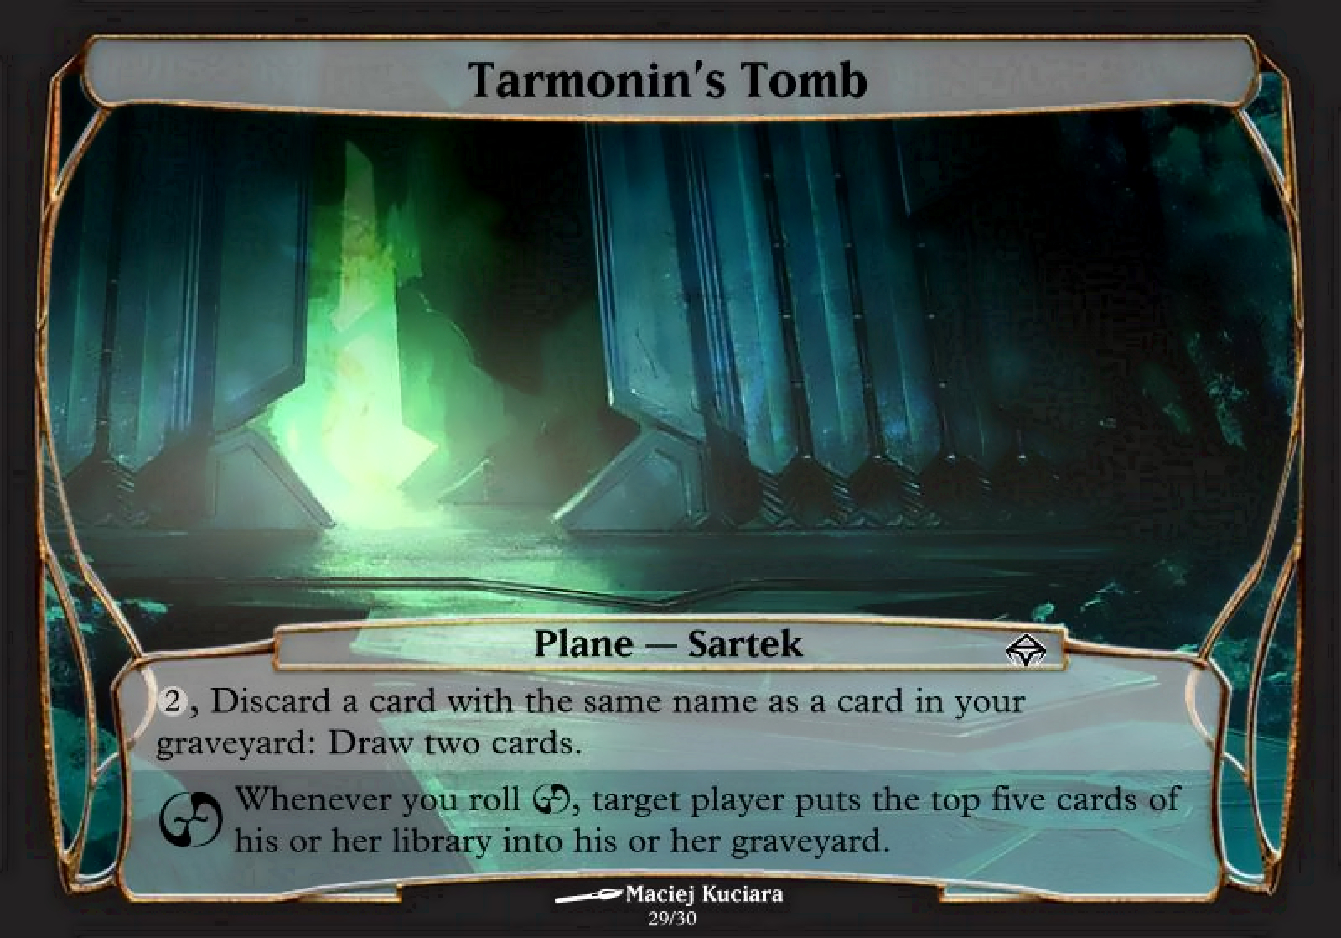 Tarmonin's Tomb
Plane — Sartek
2, Discard a card with the same name as a card in your
graveyard: Draw two cards.
Whenever you roll , target player puts the top five cards of
his or her library into his or her graveyard.
Maciej Kuciara
29/30